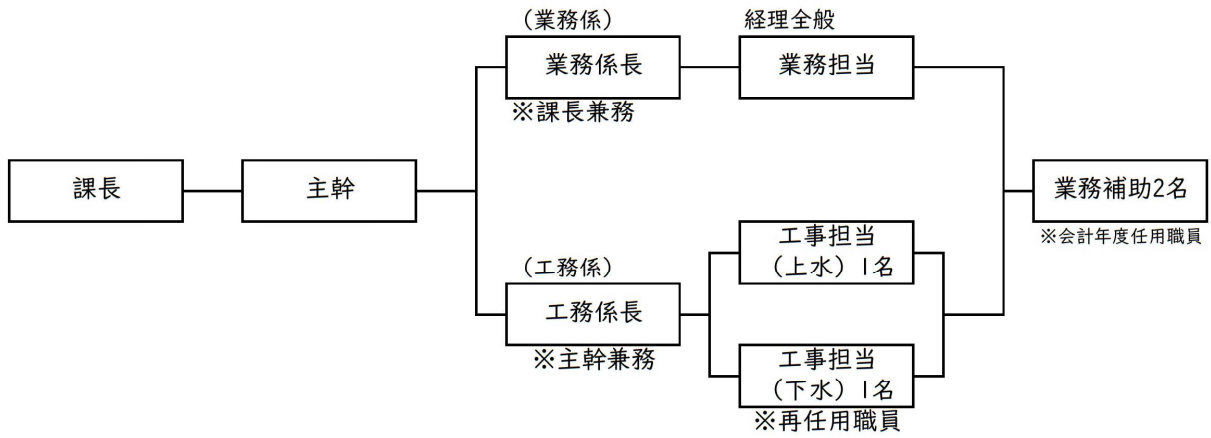 課長
主幹
（業務係）
業務係長
※課長兼務
経理全般
業務担当
（工務係）
工務係長
※主幹兼務
工事担当
（上水）1名
工事担当
（下水）1名
※再任用職員
業務補助2名
※会計年度任用職員